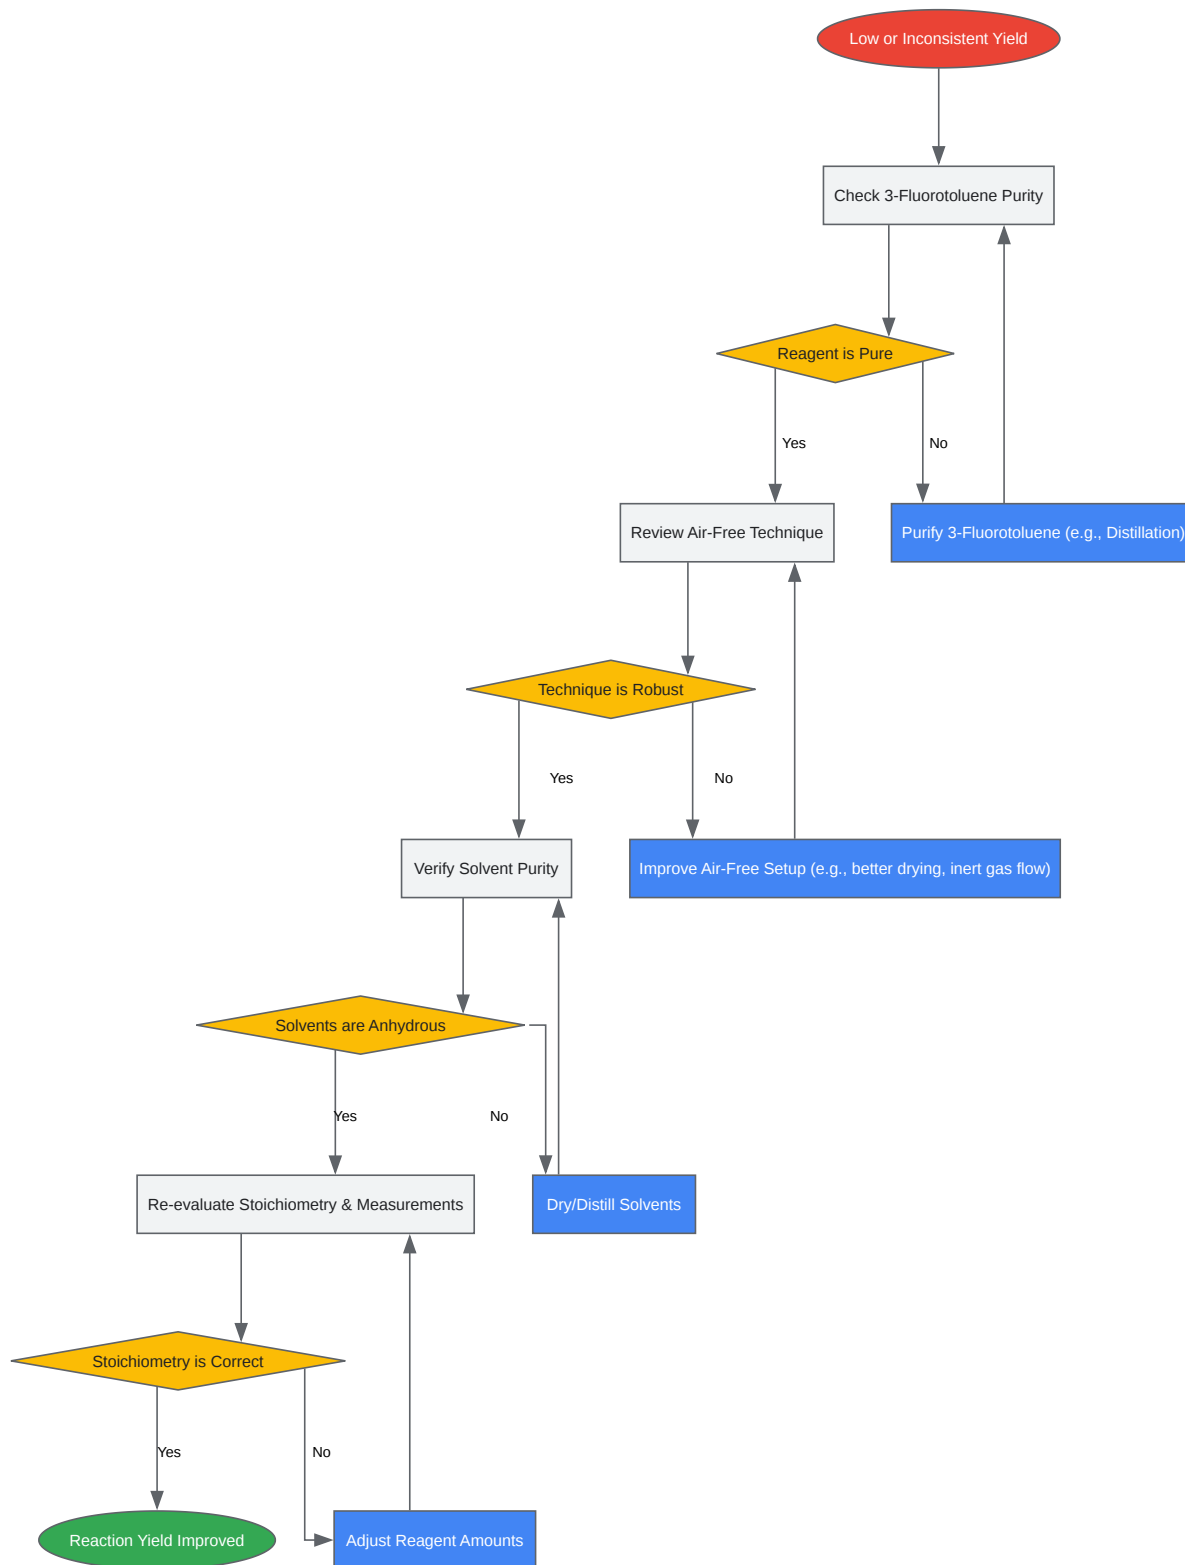 Low or Inconsistent Yield
Check 3-Fluorotoluene Purity
Reagent is Pure
Yes
No
Review Air-Free Technique
Purify 3-Fluorotoluene (e.g., Distillation)
Technique is Robust
Yes
No
Verify Solvent Purity
Improve Air-Free Setup (e.g., better drying, inert gas flow)
Solvents are Anhydrous
Yes
No
Re-evaluate Stoichiometry & Measurements
Dry/Distill Solvents
Stoichiometry is Correct
Yes
No
Reaction Yield Improved
Adjust Reagent Amounts